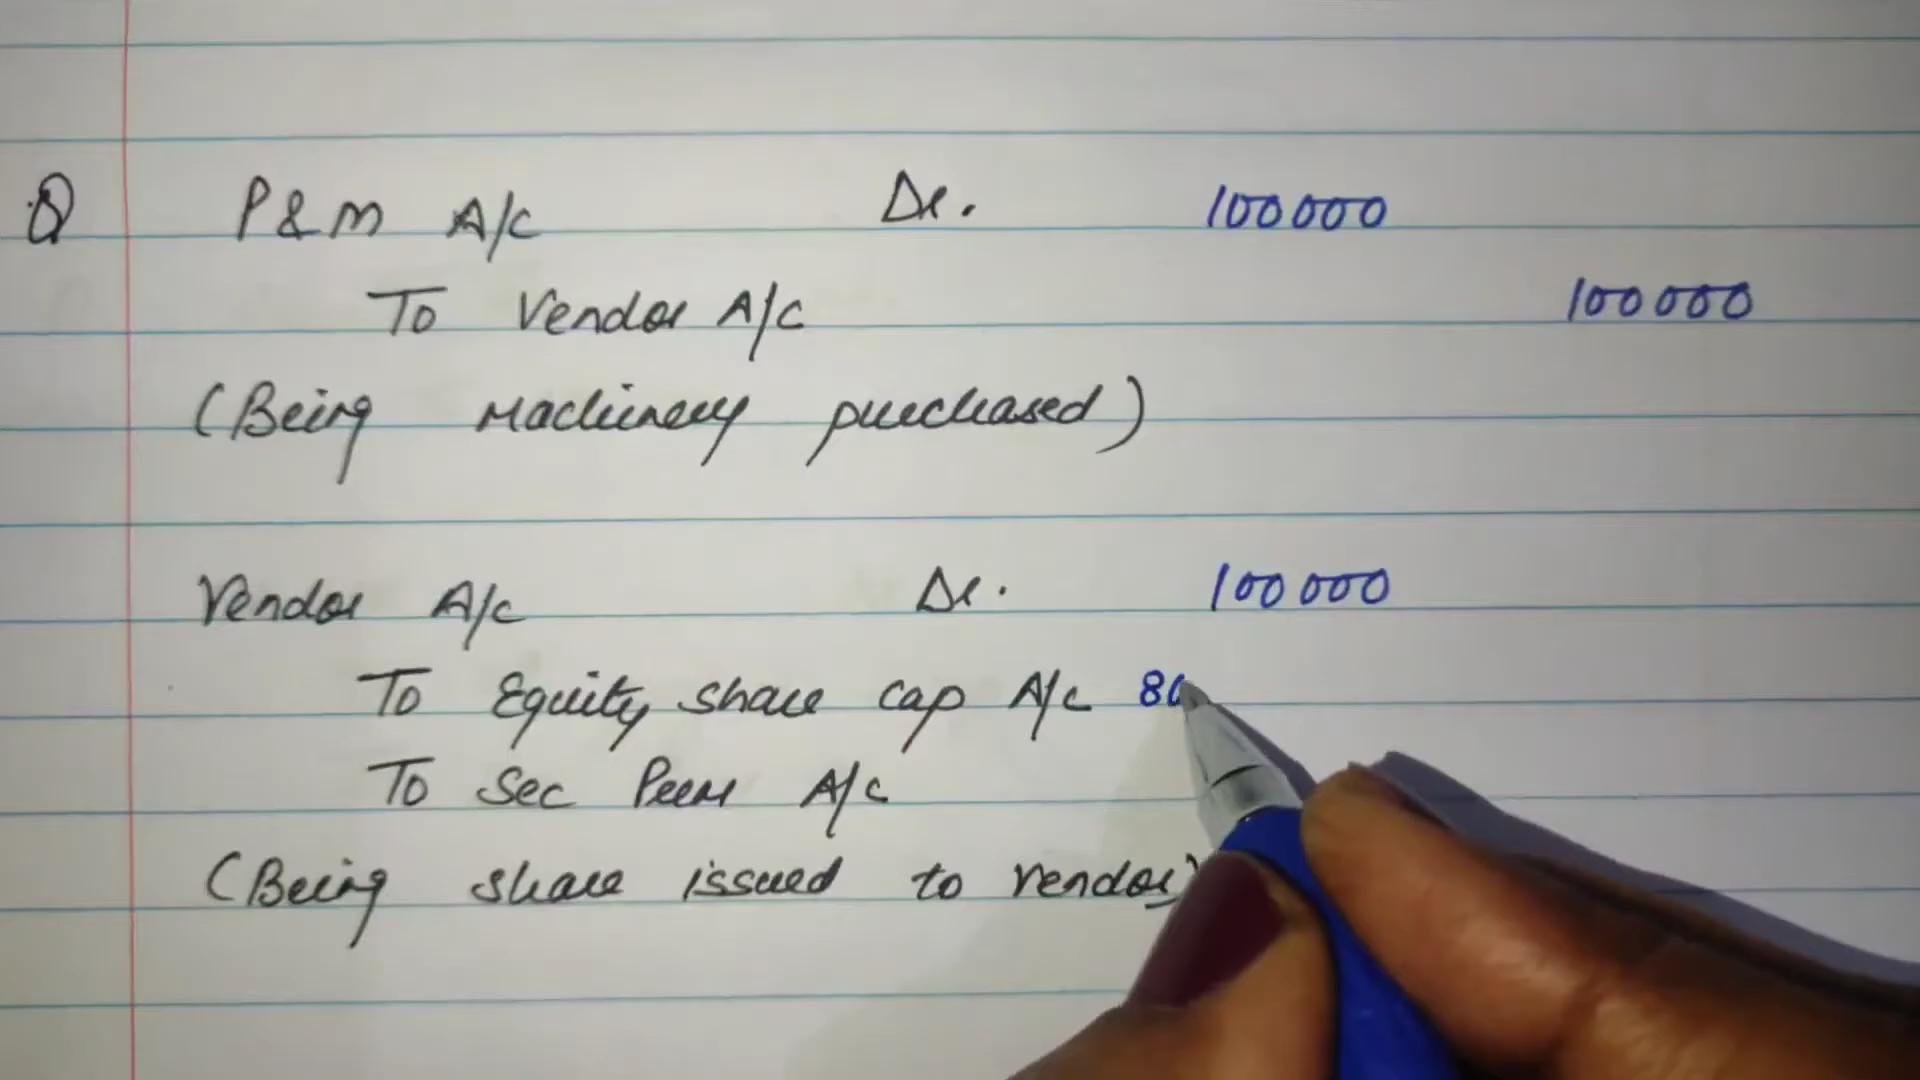 Q P & M A/c Dr. 100000
To Vendor A/c 100000
(Being Machinery purchased)
Vendor A/c Dr. 100000
To Equity share cap A/c 80
To Sec Prem A/c
(Being share issued to vendor)